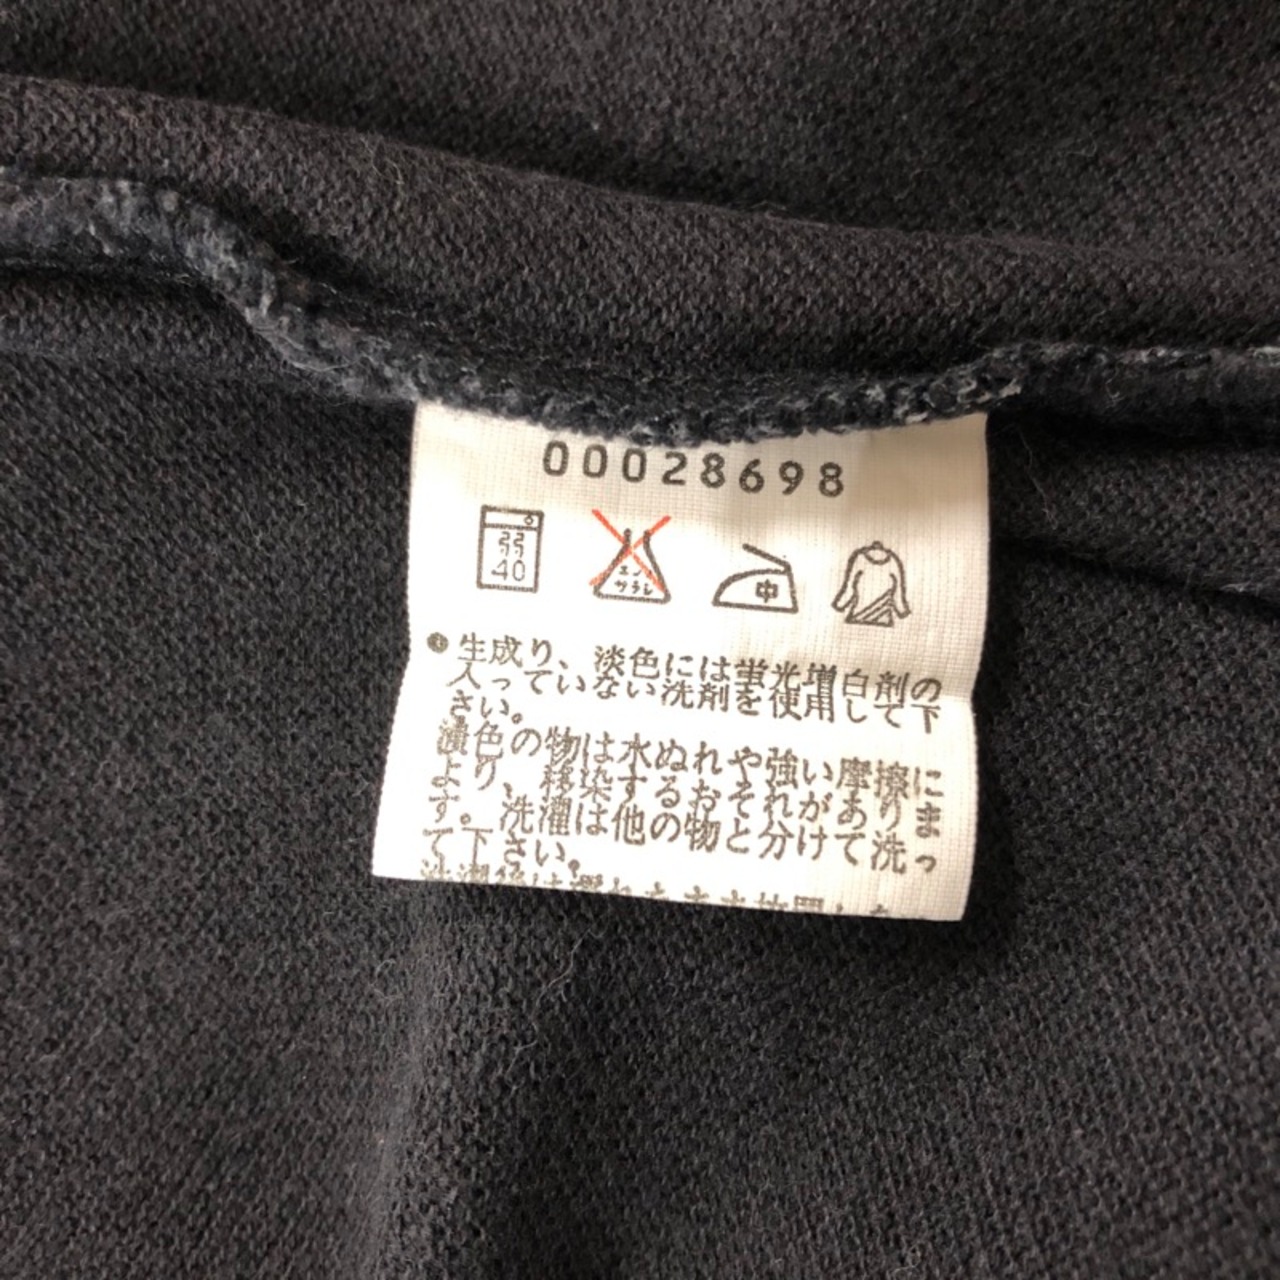 00028698
弱
40
エンソ
サラシ
中
生成り、淡色には蛍光増白剤の
入っていない洗剤を使用して下
さい。
濃色の物は水ぬれや強い摩擦に
より、移染するおそれがありま
す。洗濯は他の物と分けて洗っ
て下さい。